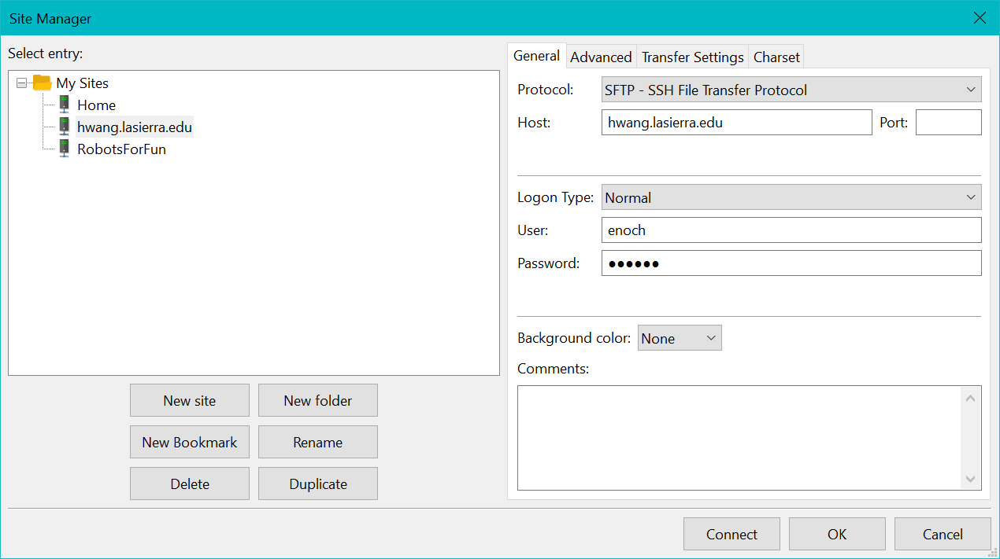 Site Manager
Select entry:
My Sites
Home
hwang.lasierra.edu
RobotsForFun
New site
New folder
New Bookmark
Rename
Delete
Duplicate
General
Advanced
Transfer Settings
Charset
Protocol:
SFTP - SSH File Transfer Protocol
Host:
hwang.lasierra.edu
Port:
Logon Type:
Normal
User:
enoch
Password:
●●●●●●
Background color:
None
Comments:
Connect
OK
Cancel